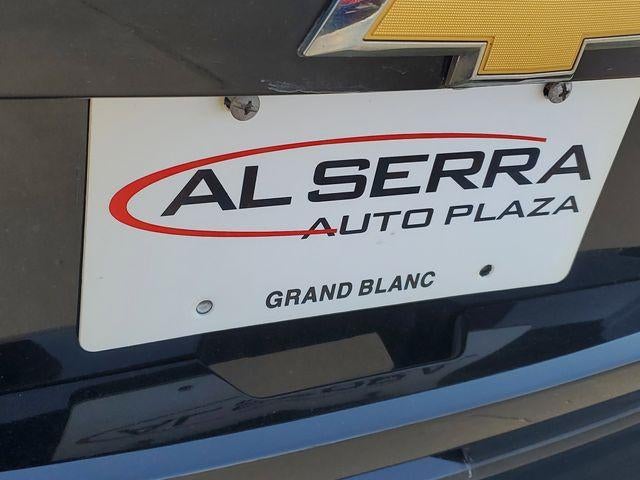 AL SERRA
AUTO PLAZA
GRAND BLANC